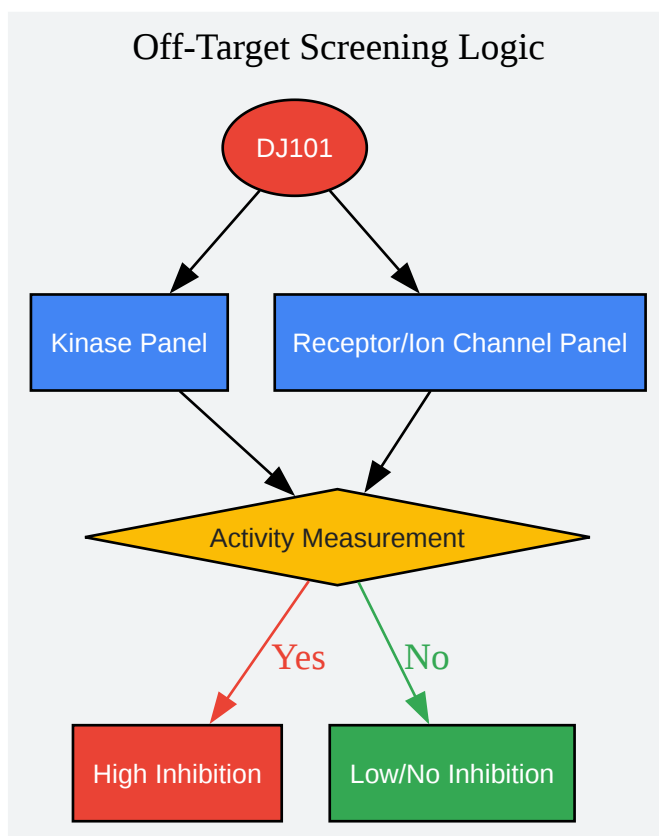 Off-Target Screening Logic
DJ101
Kinase Panel
Receptor/Ion Channel Panel
Activity Measurement
Yes
No
High Inhibition
Low/No Inhibition